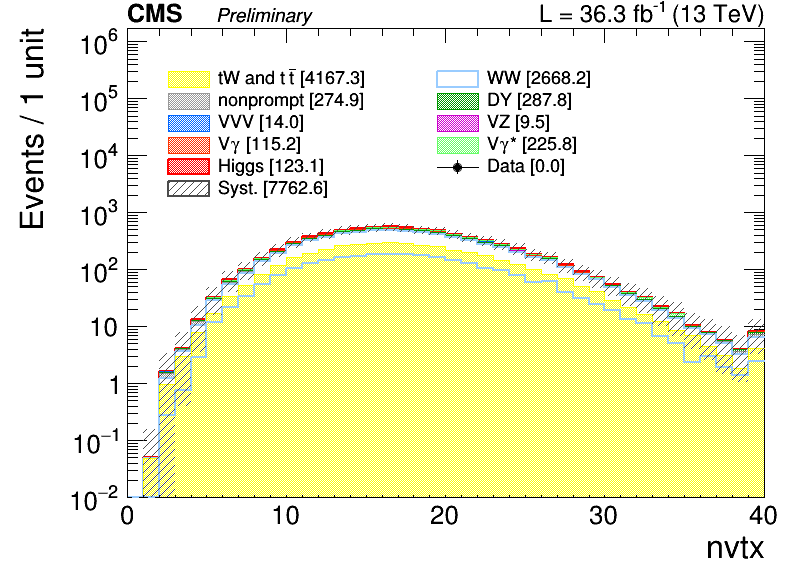 CMS Preliminary L = 36.3 fb⁻¹ (13 TeV)
Events / 1 unit
tW and tt̅ [4167.3]
nonprompt [274.9]
VVV [14.0]
Vγ [115.2]
Higgs [123.1]
Syst. [7762.6]
WW [2668.2]
DY [287.8]
VZ [9.5]
Vγ* [225.8]
Data [0.0]
10⁶
10⁵
10⁴
10³
10²
10
1
10⁻¹
10⁻²
0 10 20 30 40
nvtx